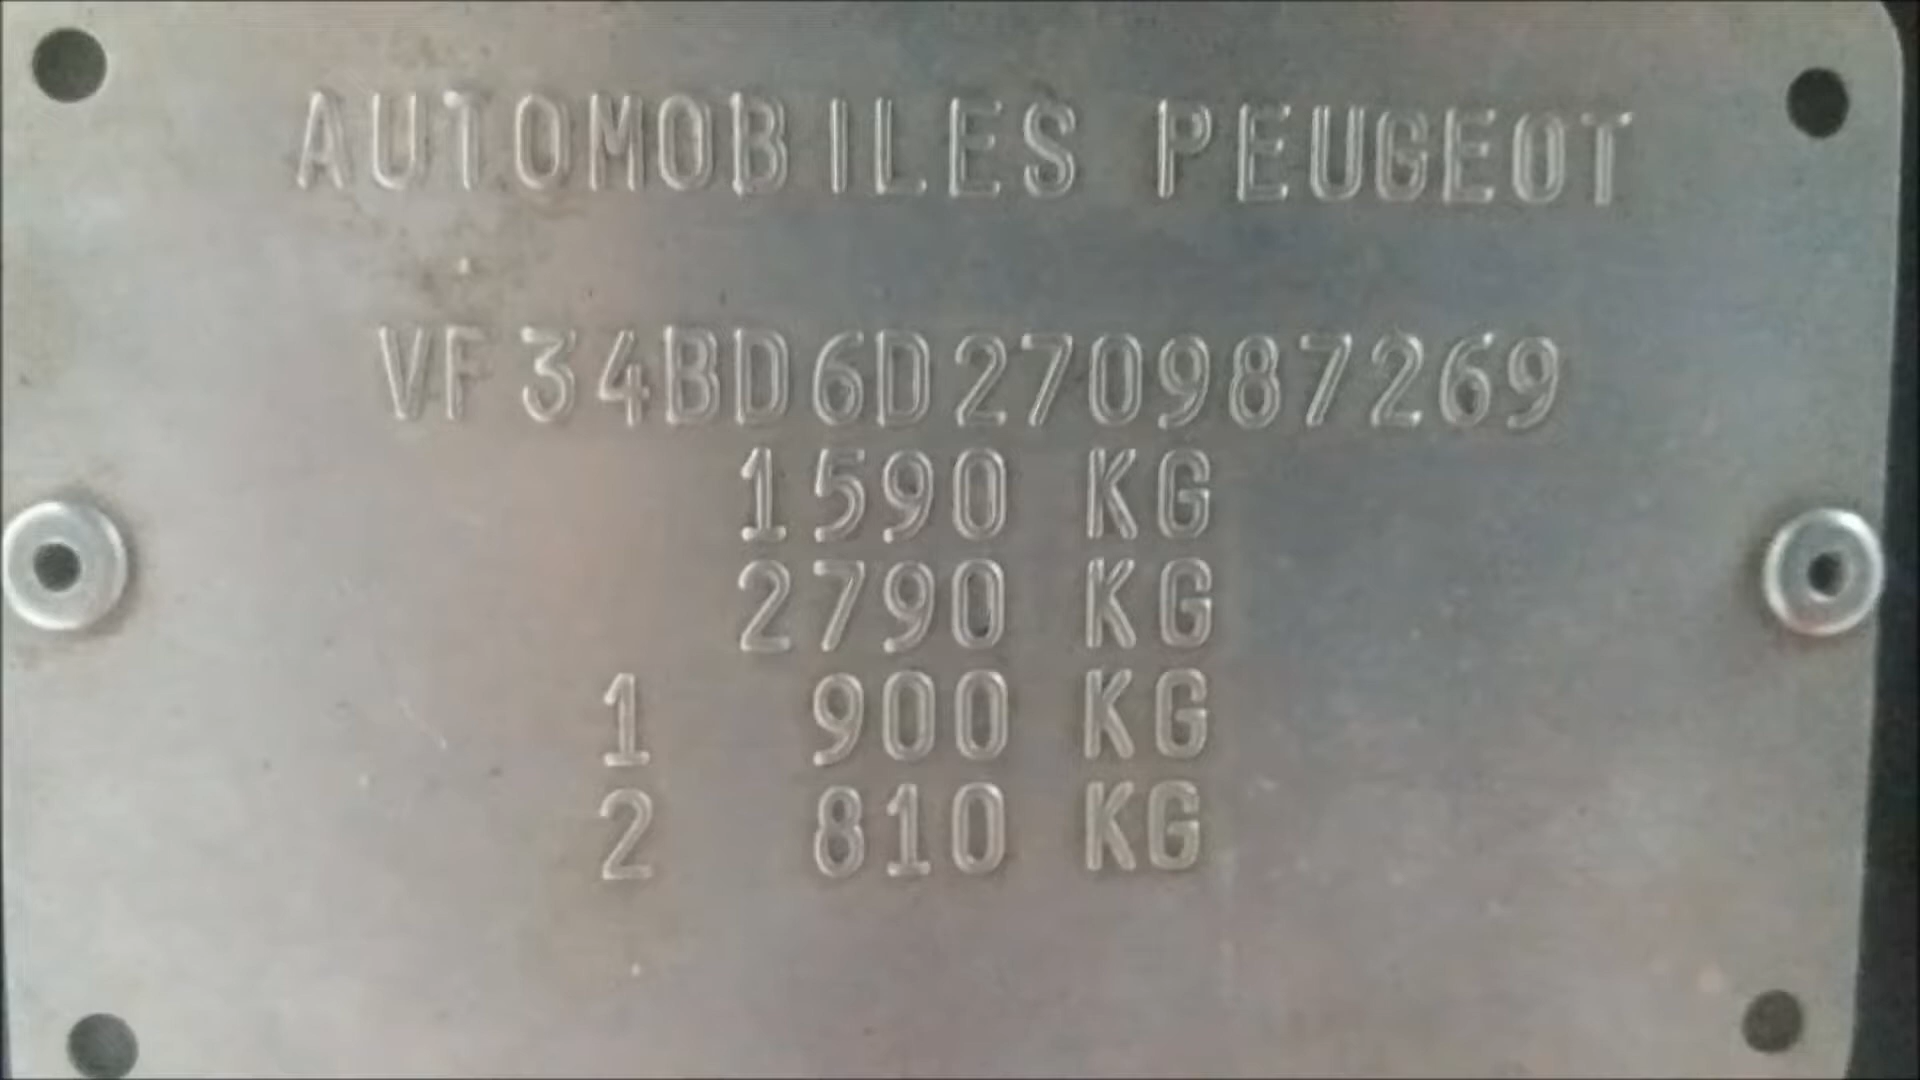 AUTOMOBILES PEUGEOT
VF34BD6D270987269
1590 KG
2790 KG
1 900 KG
2 810 KG